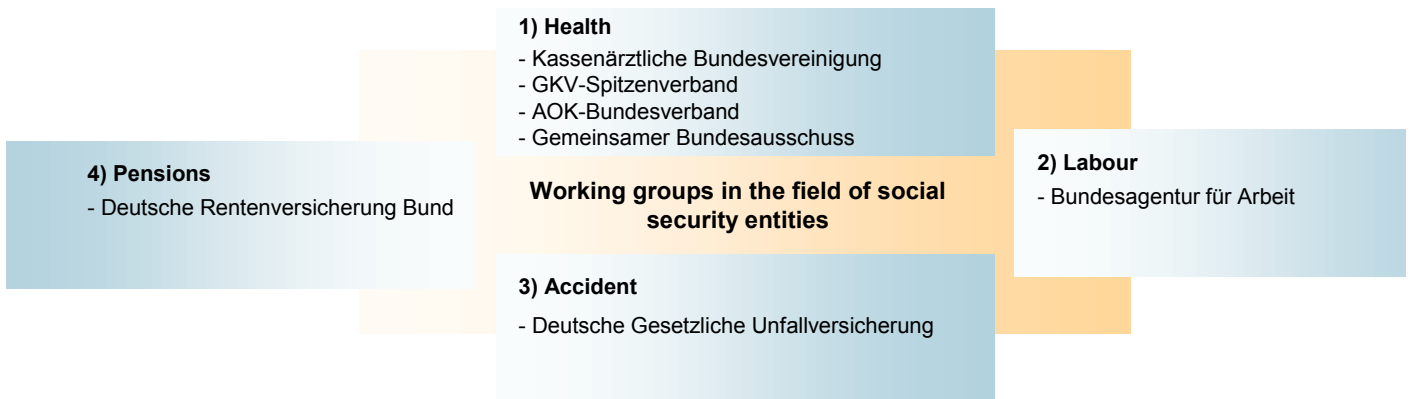 1) Health
- Kassenärztliche Bundesvereinigung
- GKV-Spitzenverband
- AOK-Bundesverband
- Gemeinsamer Bundesausschuss
4) Pensions
- Deutsche Rentenversicherung Bund
Working groups in the field of social
security entities
2) Labour
- Bundesagentur für Arbeit
3) Accident
- Deutsche Gesetzliche Unfallversicherung